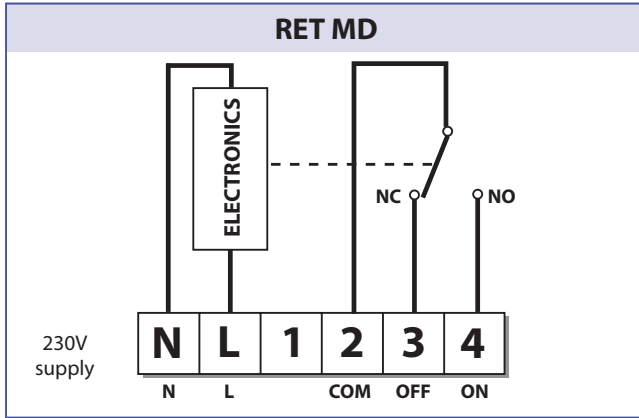 RET MD
ELECTRONICS
NC
NO
230V
supply
N L 1 2 3 4
N L COM OFF ON